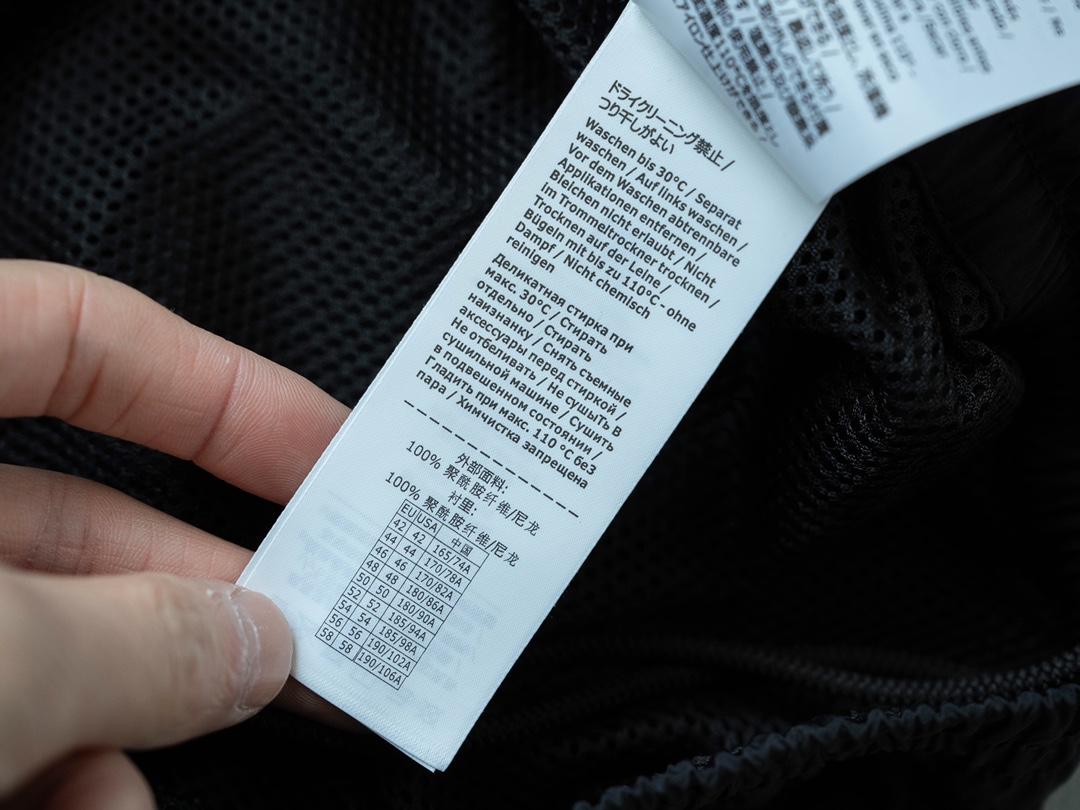 ドライクリーニング禁止 /
つり干しがよい
Waschen bis 30°C / Separat
waschen / Auf links waschen /
Vor dem Waschen abtrennbare
Applikationen entfernen /
Bleichen nicht erlaubt / Nicht
im Trommeltrockner trocknen /
Trocknen auf der Leine /
Bügeln mit bis zu 110°C - ohne
Dampf / Nicht chemisch
reinigen
Деликатная стирка при
макс. 30°C / Стирать
отдельно / Стирать
наизнанку / Снять съемные
аксессуары перед стиркой /
Не отбеливать / Не сушыТь В
сушильной машине / Сушить
в подвешенном состоянии /
Гладить при макс. 110 °C бе3
пара / Химчистка запрещена
外部面料:
100% 聚酰胺纤维/尼龙
衬里:
100% 聚酰胺纤维/尼龙
EU USA 中国
42 42 165/74A
44 44 170/78A
46 46 170/82A
48 48 180/86A
50 50 180/90A
52 52 185/94A
54 54 185/98A
56 56 190/102A
58 58 190/106A